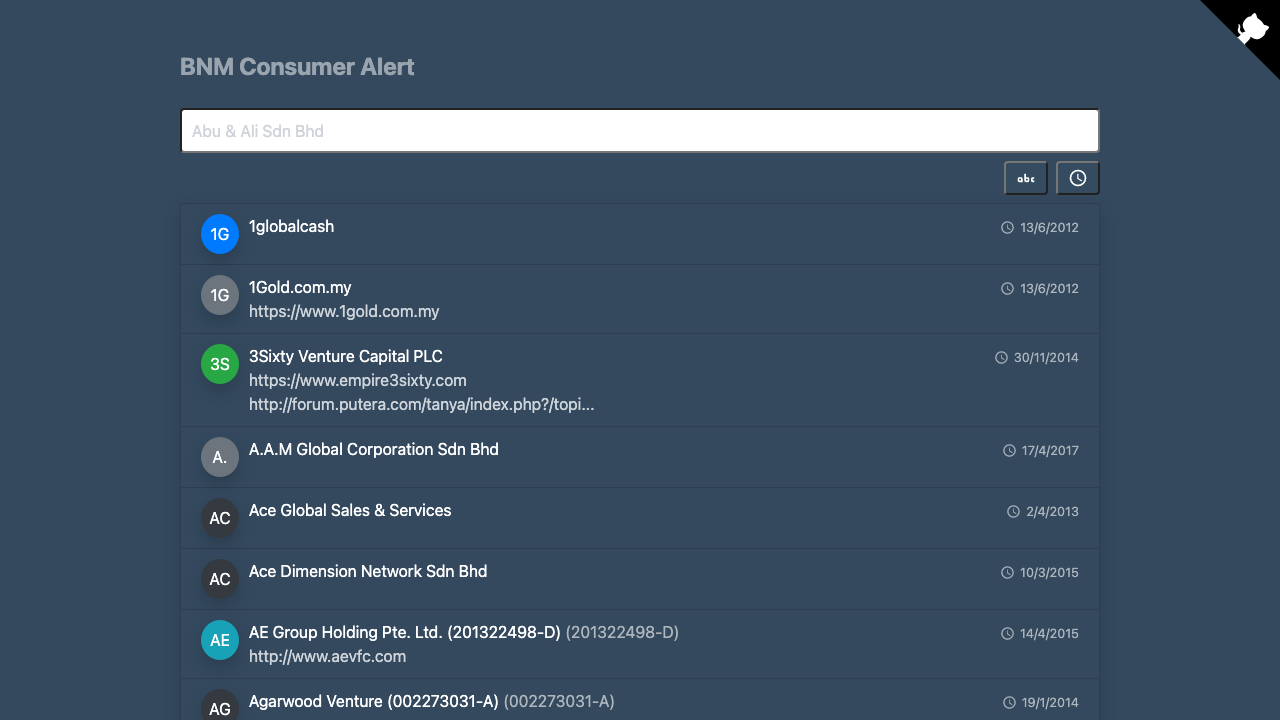 BNM Consumer Alert
Abu & Ali Sdn Bhd
abc
1G 1globalcash 13/6/2012
1G 1Gold.com.my 13/6/2012
https://www.1gold.com.my
3S 3Sixty Venture Capital PLC 30/11/2014
https://www.empire3sixty.com
http://forum.putera.com/tanya/index.php?/topi...
A. A.A.M Global Corporation Sdn Bhd 17/4/2017
AC Ace Global Sales & Services 2/4/2013
AC Ace Dimension Network Sdn Bhd 10/3/2015
AE AE Group Holding Pte. Ltd. (201322498-D) (201322498-D) 14/4/2015
http://www.aevfc.com
AG Agarwood Venture (002273031-A) (002273031-A) 19/1/2014